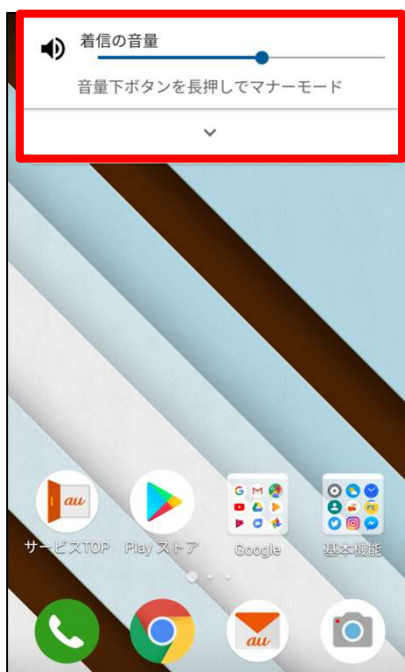 着信の音量
音量下ボタンを長押しでマナーモード
au
サービスTOP
Play ストア
Google
基本機能
au